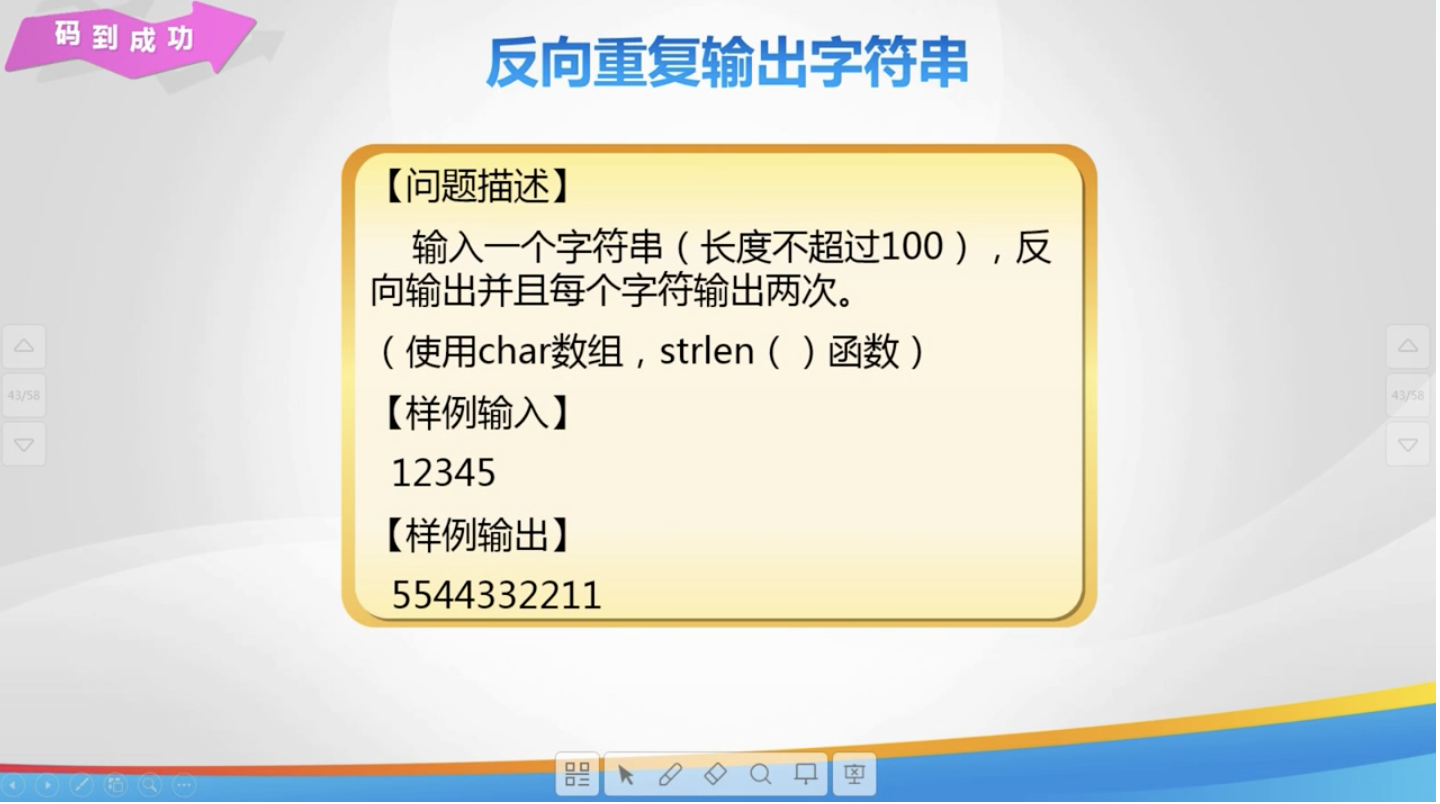 码到成功
反向重复输出字符串
【问题描述】
输入一个字符串（长度不超过100），反
向输出并且每个字符输出两次。
（使用char数组，strlen（ ）函数）
【样例输入】
12345
【样例输出】
5544332211
43/58
43/58